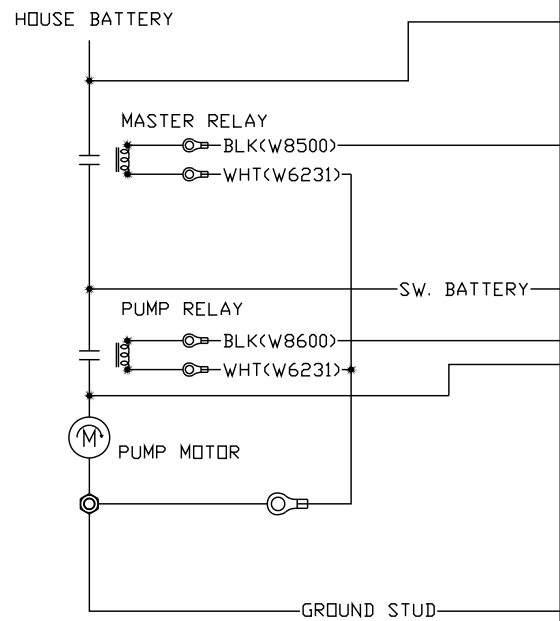 HOUSE BATTERY
MASTER RELAY
BLK(W8500)
WHT(W6231)
SW. BATTERY
PUMP RELAY
BLK(W8600)
WHT(W6231)
M
PUMP MOTOR
GROUND STUD